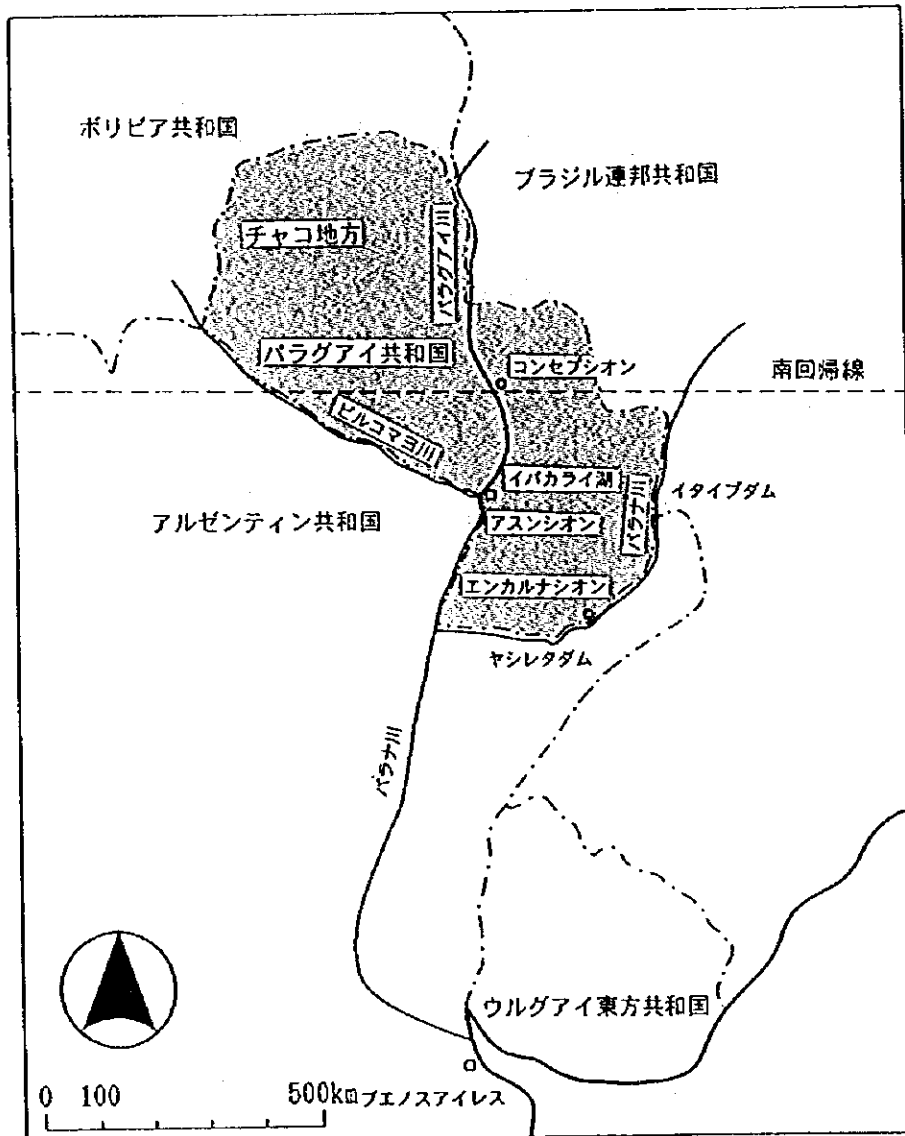 ボリビア共和国
ブラジル連邦共和国
チャコ地方
パラグアイ川
パラグアイ共和国
コンセプシオン
南回帰線
ピルコマヨ川
イパカライ湖
パラナ川
イタイプダム
アルゼンティン共和国
アスンシオン
エンカルナシオン
ヤシレタダム
パラナ川
ウルグアイ東方共和国
0 100 500km
ブエノスアイレス